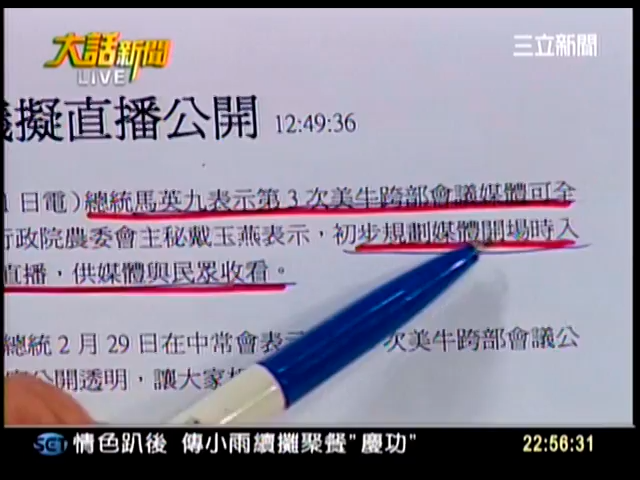 大話新聞
LIVE
三立新聞
擬直播公開 12:49:36
1日電)總統馬英九表示第3次美牛跨部會議媒體可全
行政院農委會主秘戴玉燕表示，初步規劃媒體開場時入
直播，供媒體與民眾收看。
總統2月29日在中常會表示 次美牛跨部會議公
公開透明，讓大家
SET 情色趴後 傳小雨續攤聚餐"慶功" 22:56:31